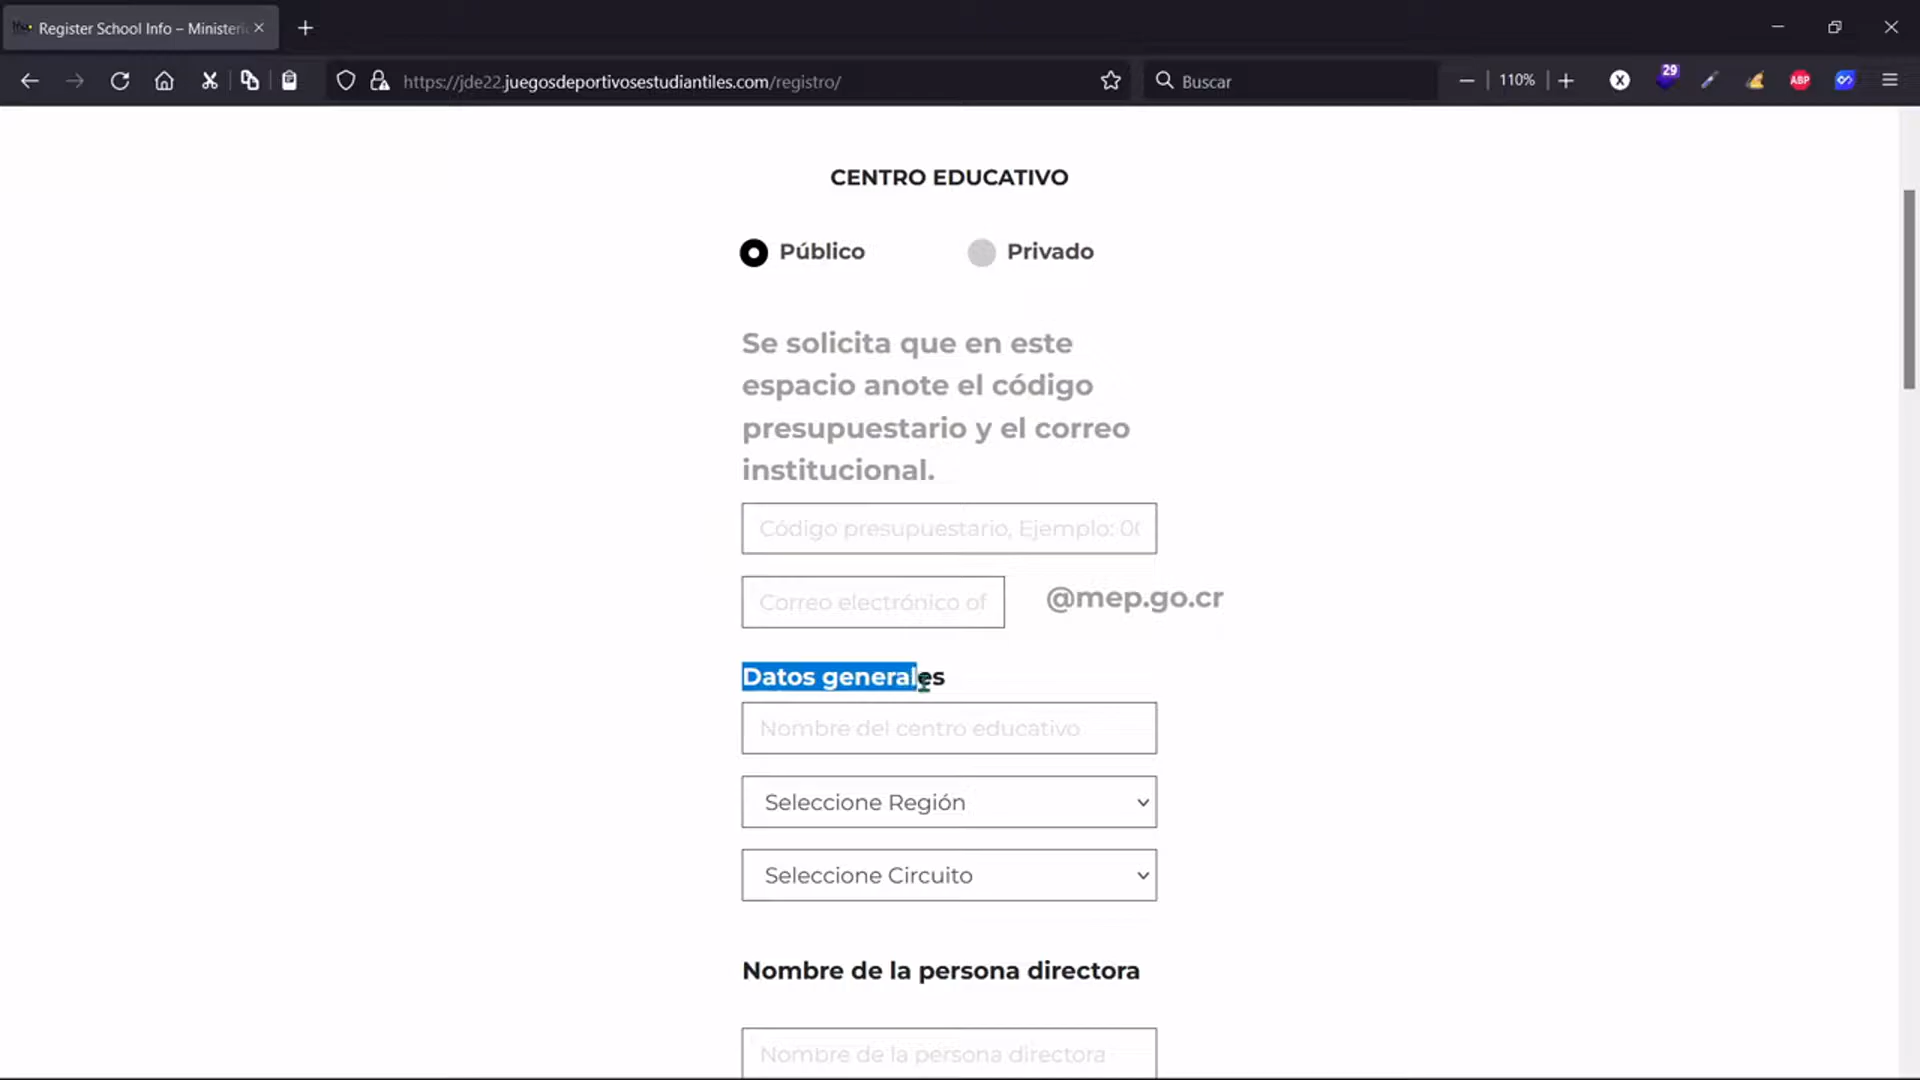 Register School Info – Ministeri
https://jde22.juegosdeportivosestudiantiles.com/registro/
Buscar
110%
29
ABP
CENTRO EDUCATIVO
Público
Privado
Se solicita que en este
espacio anote el código
presupuestario y el correo
institucional.
Código presupuestario, Ejemplo: 00
Correo electrónico of
@mep.go.cr
Datos generales
Nombre del centro educativo
Seleccione Región
Seleccione Circuito
Nombre de la persona directora
Nombre de la persona directora